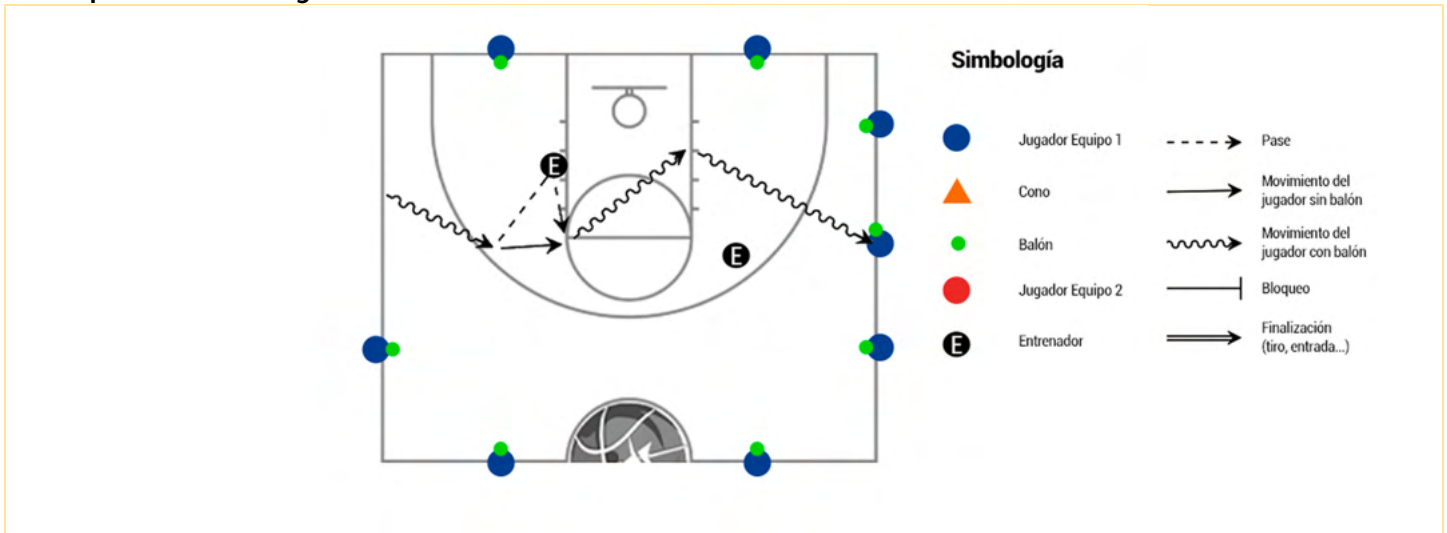 Simbología
Jugador Equipo 1
Pase
Cono
Movimiento del
jugador sin balón
Balón
Movimiento del
jugador con balón
Jugador Equipo 2
Bloqueo
E
Entrenador
Finalización
(tiro, entrada...)
E
E